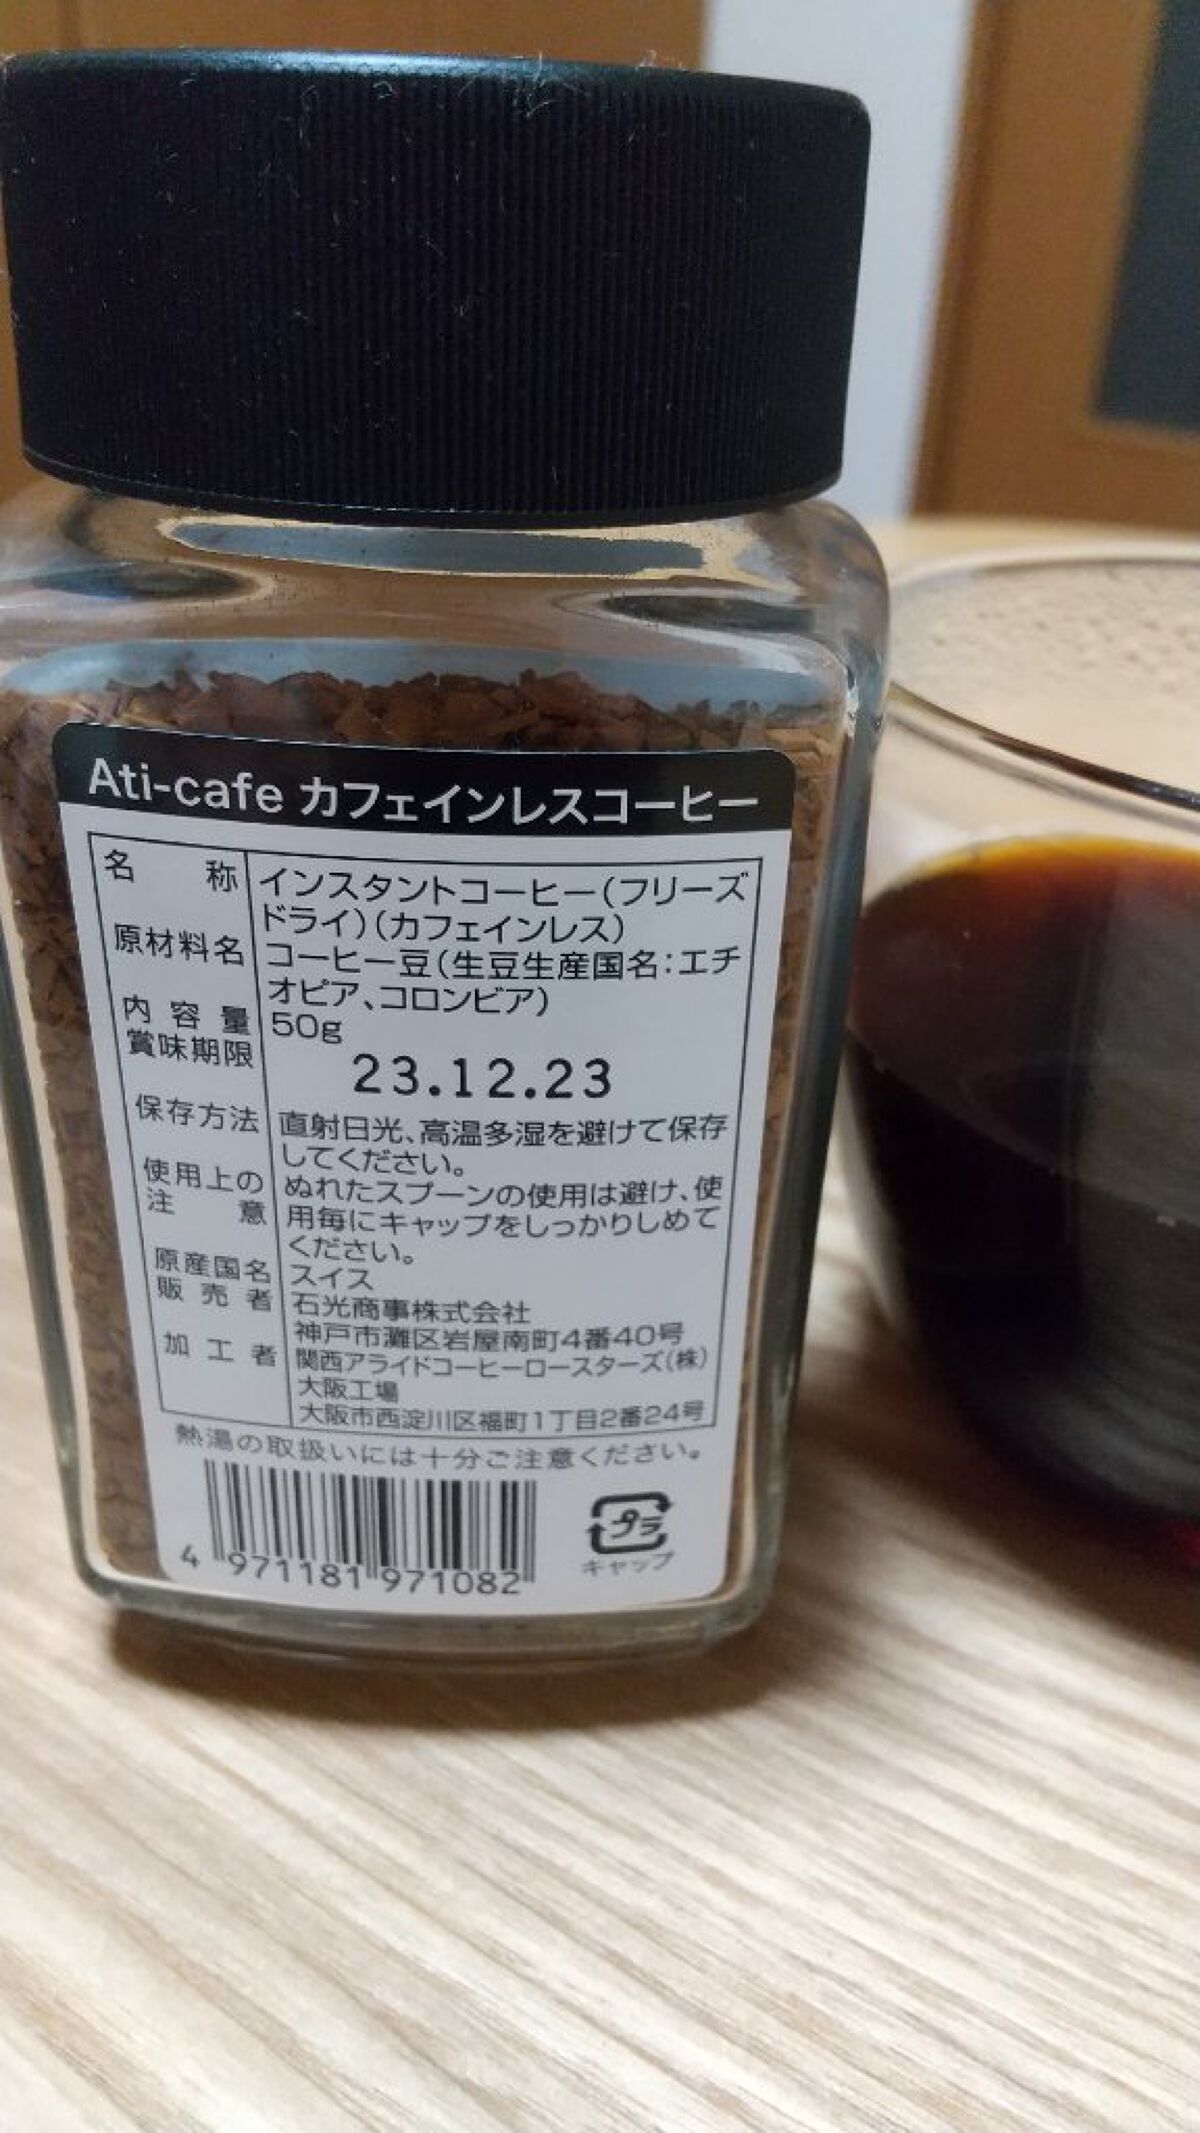 Ati-cafe カフェインレスコーヒー
名称 インスタントコーヒー(フリーズ
ドライ)(カフェインレス)
原材料名 コーヒー豆(生豆生産国名:エチ
オピア、コロンビア)
内容量 50g
賞味期限 23.12.23
保存方法 直射日光、高温多湿を避けて保存
してください。
使用上の ぬれたスプーンの使用は避け、使
注意 用毎にキャップをしっかりしめて
ください。
原産国名 スイス
販売者 石光商事株式会社
神戸市灘区岩屋南町4番40号
加工者 関西アライドコーヒーロースターズ(株)
大阪工場
大阪市西淀川区福町1丁目2番24号
熱湯の取扱いには十分ご注意ください。
プラ
キャップ
4 971181 971082